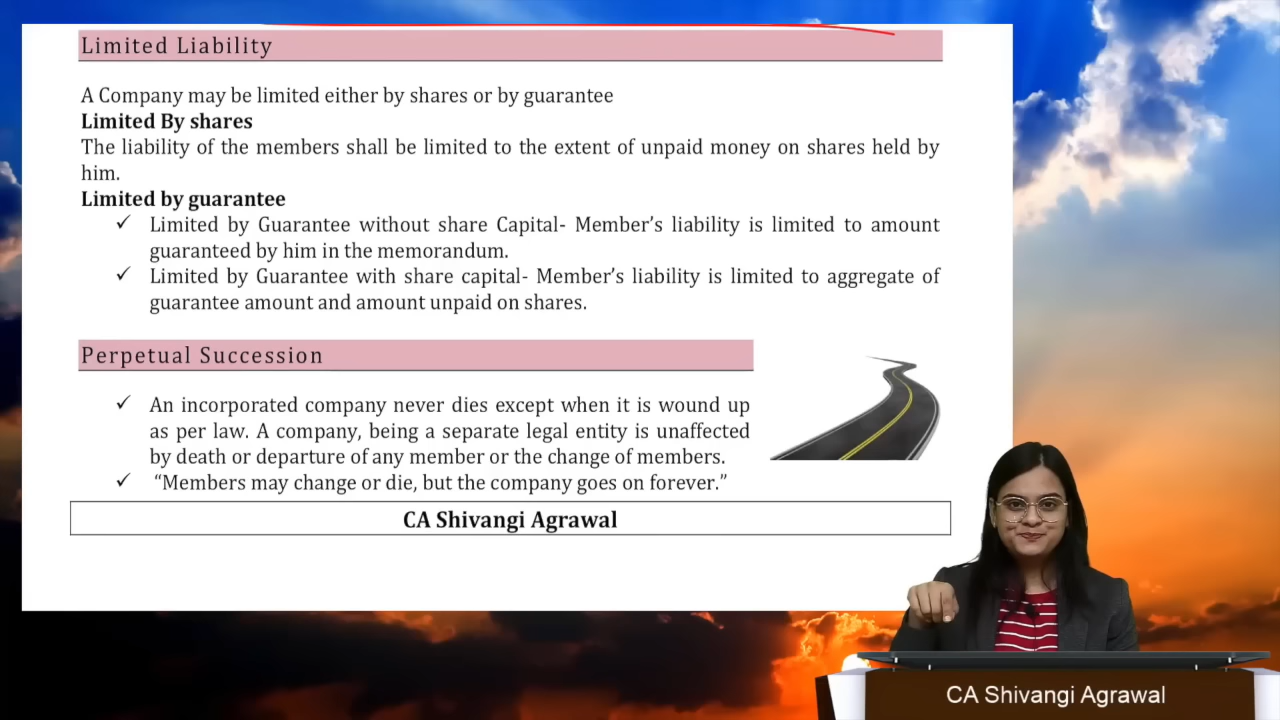 Limited Liability
A Company may be limited either by shares or by guarantee
Limited By shares
The liability of the members shall be limited to the extent of unpaid money on shares held by
him.
Limited by guarantee
✓ Limited by Guarantee without share Capital- Member’s liability is limited to amount
guaranteed by him in the memorandum.
✓ Limited by Guarantee with share capital- Member’s liability is limited to aggregate of
guarantee amount and amount unpaid on shares.
Perpetual Succession
✓ An incorporated company never dies except when it is wound up
as per law. A company, being a separate legal entity is unaffected
by death or departure of any member or the change of members.
✓ “Members may change or die, but the company goes on forever.”
CA Shivangi Agrawal
CA Shivangi Agrawal